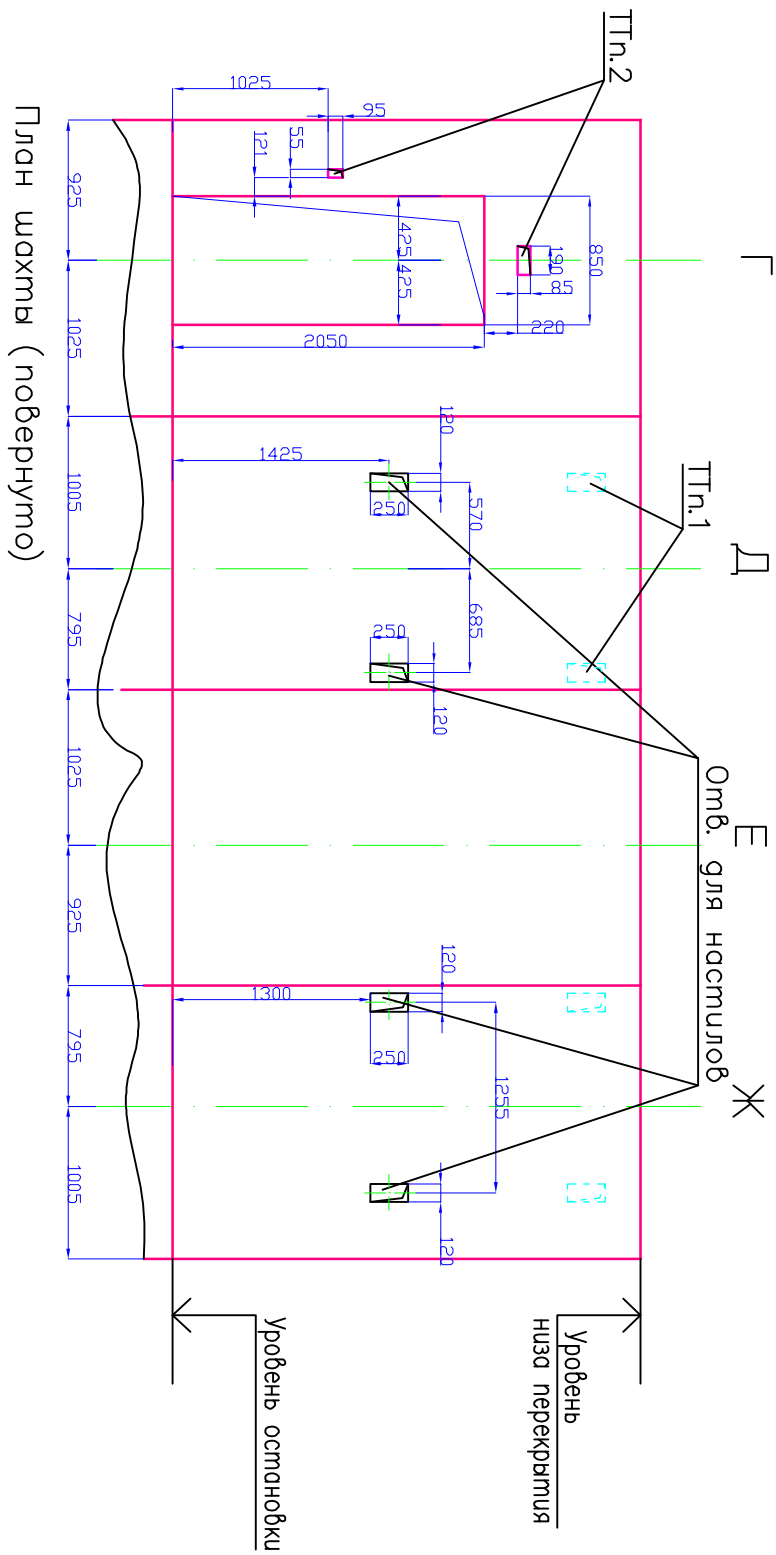 Г
Д
Е
Ж
ТТп.2
ТТп.1
Отв. для настилов
1025
95
55
121
190
85
850
220
425
425
2050
1425
120
250
570
685
250
120
120
1300
250
1255
120
925
1025
1005
795
1025
925
795
1005
Уровень
низа перекрытия
Уровень остановки
План шахты (повернуто)